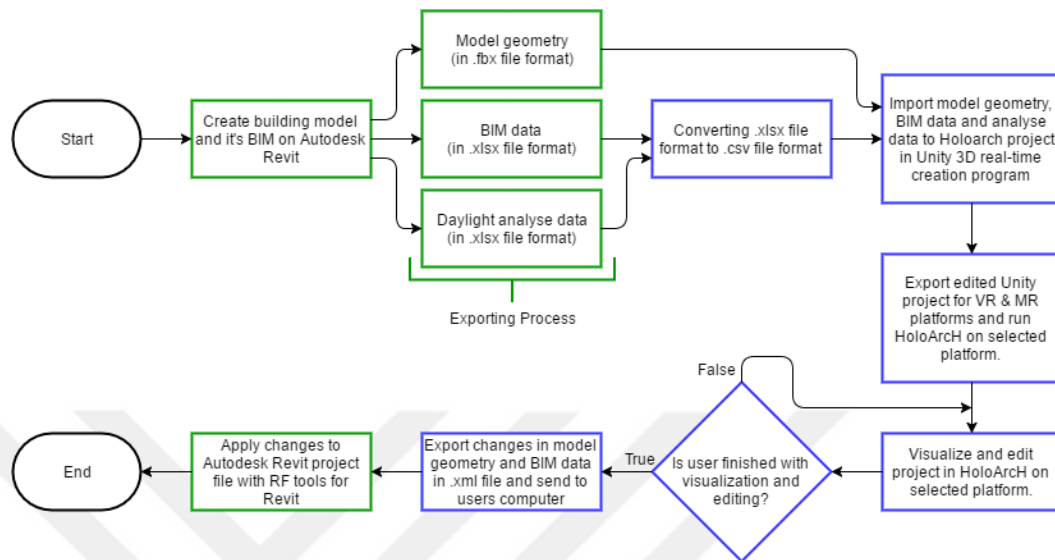 Start
Create building model
and it's BIM on Autodesk
Revit
Model geometry
(in .fbx file format)
BIM data
(in .xlsx file format)
Daylight analyse data
(in .xlsx file format)
Exporting Process
Converting .xlsx file
format to .csv file format
Import model geometry,
BIM data and analyse
data to Holoarch project
in Unity 3D real-time
creation program
Export edited Unity
project for VR & MR
platforms and run
HoloArcH on selected
platform.
Visualize and edit
project in HoloArcH on
selected platform.
False
Is user finished with
visualization and
editing?
True
Export changes in model
geometry and BIM data
in .xml file and send to
users computer
Apply changes to
Autodesk Revit project
file with RF tools for
Revit
End